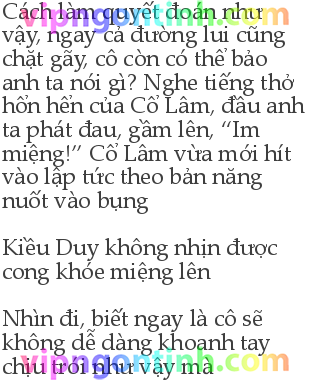 Cách làm quyết đoán như
vậy, ngay cả đường lui cũng
chặt gãy, cô còn có thể bảo
anh ta nói gì? Nghe tiếng thở
hổn hển của Cổ Lâm, đầu anh
ta phát đau, gầm lên, “Im
miệng!” Cổ Lâm vừa mới hít
vào lập tức theo bản năng
nuốt vào bụng
Kiều Duy không nhịn được
cong khóe miệng lên
Nhìn đi, biết ngay là cô sẽ
không dễ dàng khoanh tay
chịu trói như vậy mà
vipngontinh.com
vipngontinh.com
vipngontinh.com
vipngontinh.com